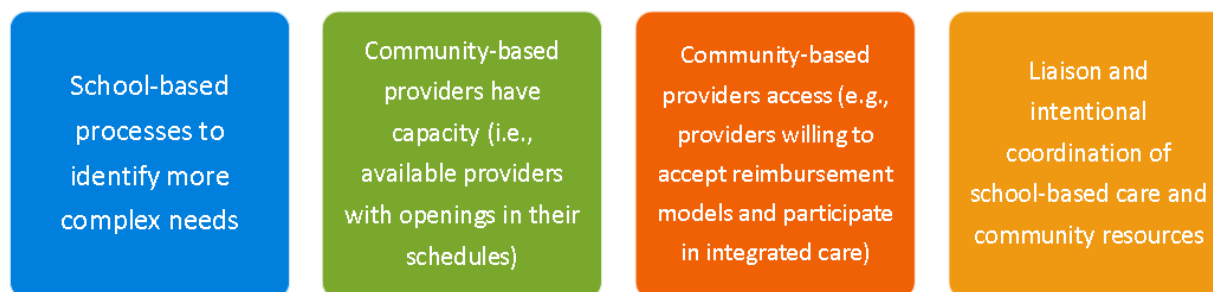 School-based
processes to
identify more
complex needs
Community-based
providers have
capacity (i.e.,
available providers
with openings in their
schedules)
Community-based
providers access (e.g.,
providers willing to
accept reimbursement
models and participate
in integrated care)
Liaison and
intentional
coordination of
school-based care and
community resources